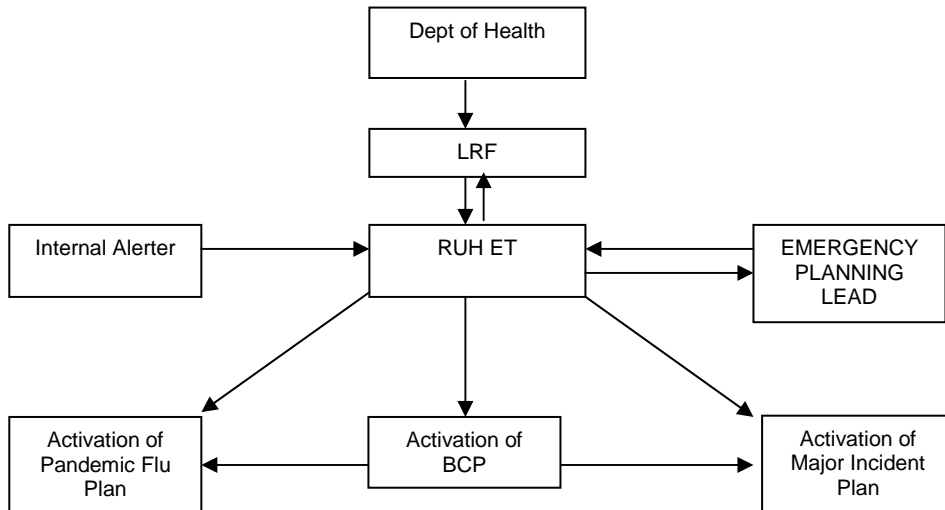 Dept of Health
LRF
Internal Alerter
RUH ET
EMERGENCY
PLANNING
LEAD
Activation of
Pandemic Flu
Plan
Activation of
BCP
Activation of
Major Incident
Plan